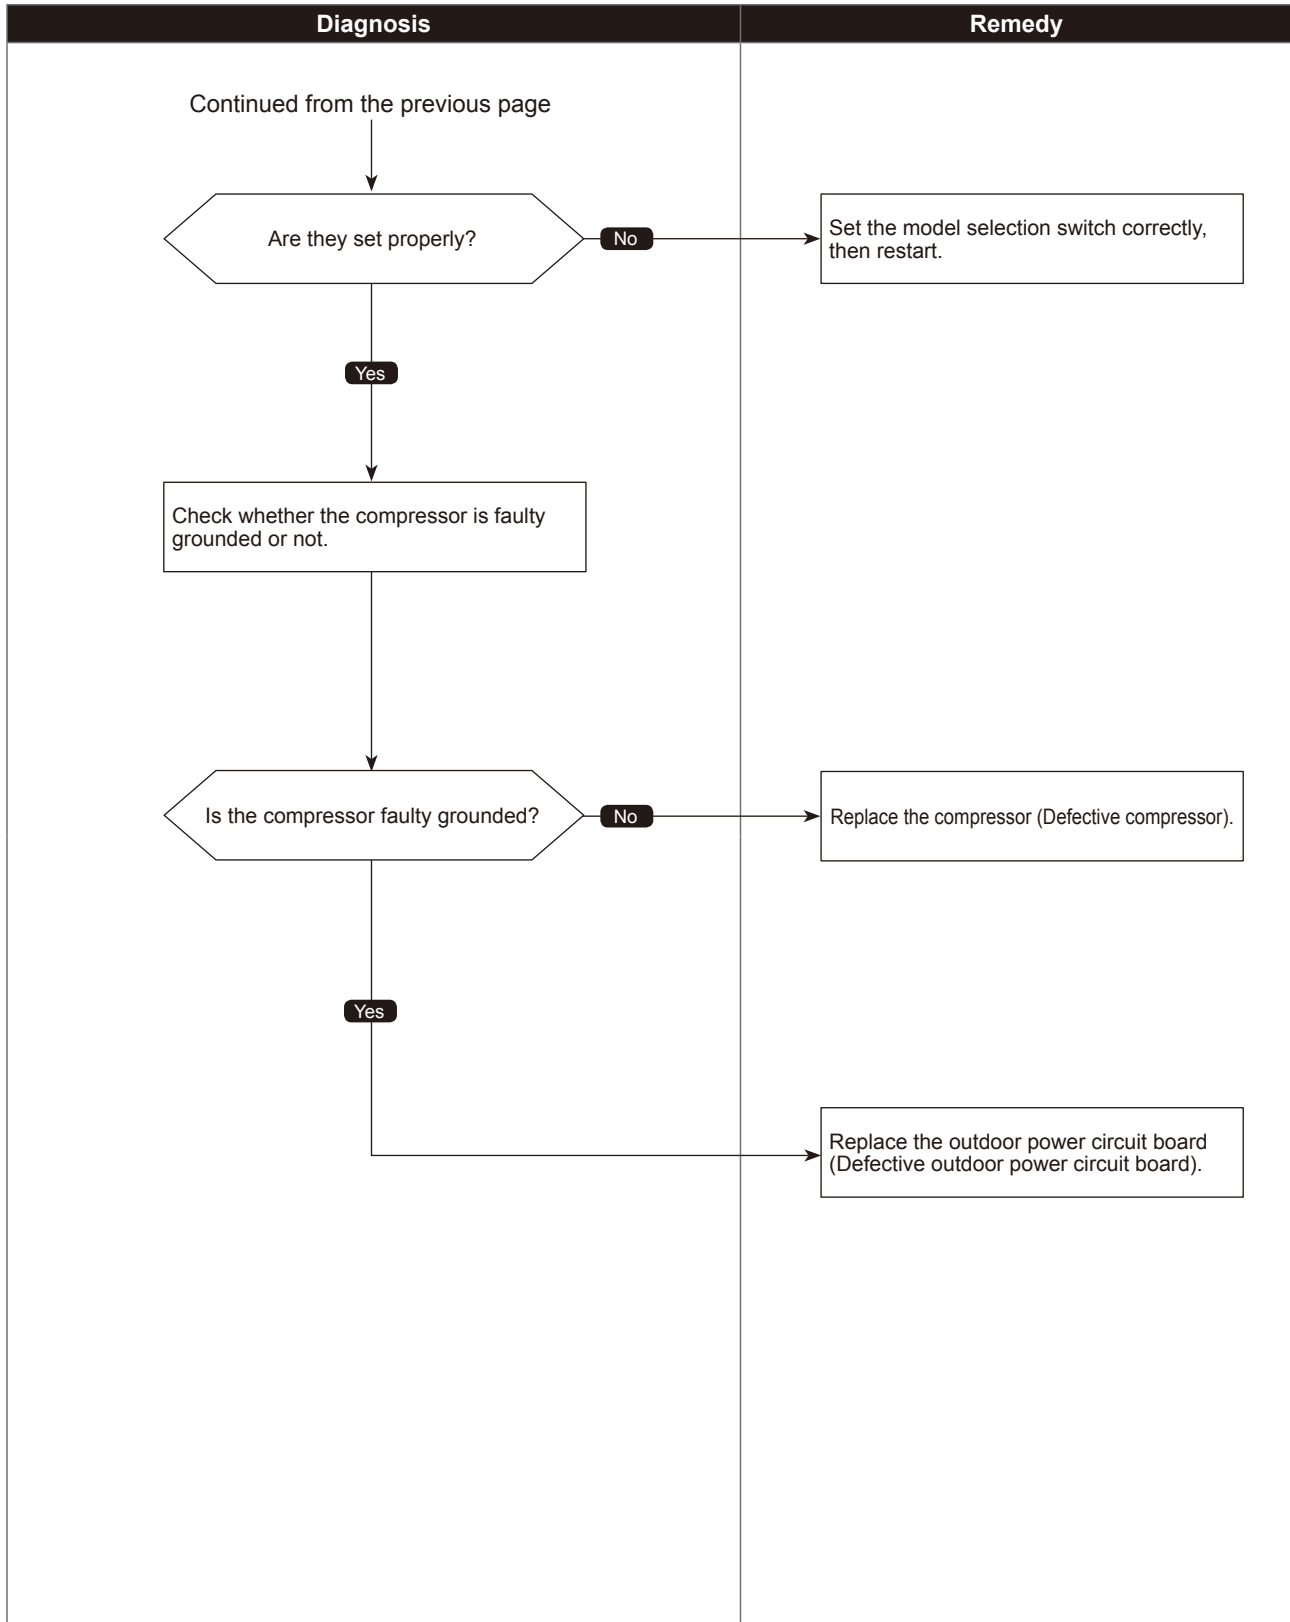 Diagnosis
Remedy
Continued from the previous page
Are they set properly?
No
Set the model selection switch correctly,
then restart.
Yes
Check whether the compressor is faulty
grounded or not.
Is the compressor faulty grounded?
No
Replace the compressor (Defective compressor).
Yes
Replace the outdoor power circuit board
(Defective outdoor power circuit board).